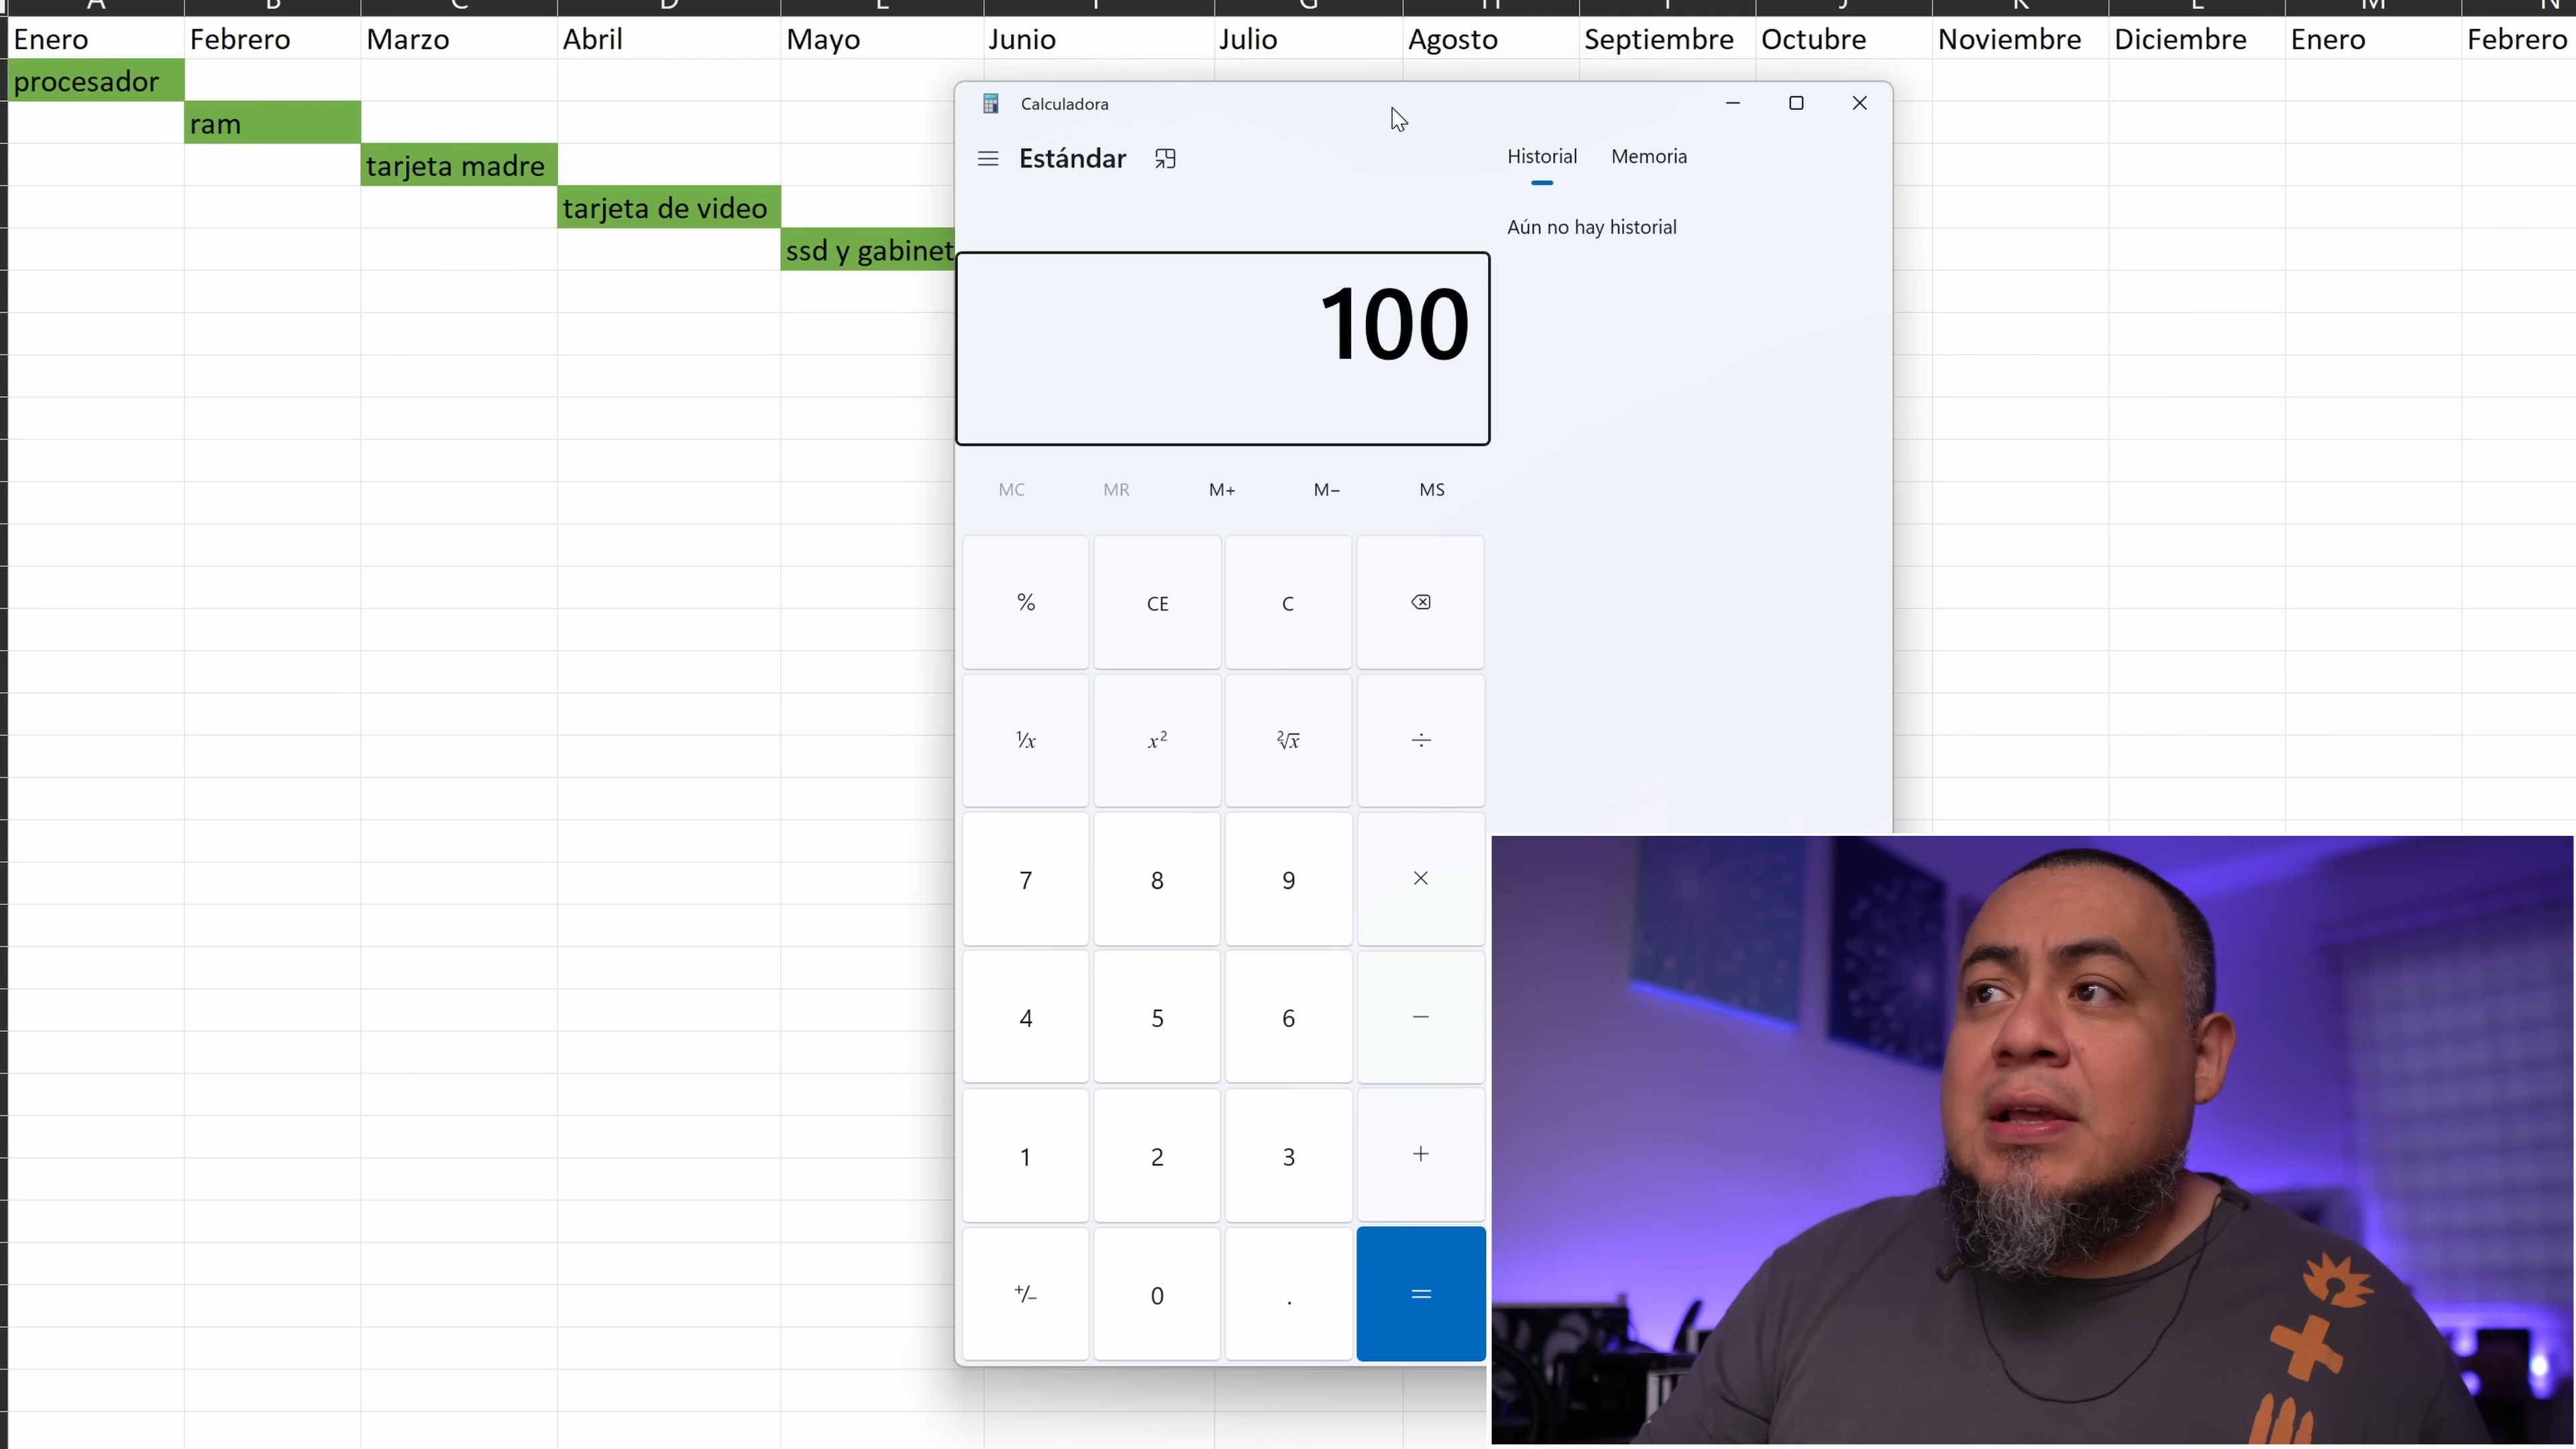 A B C D E F G H I J K L M N
Enero Febrero Marzo Abril Mayo Junio Julio Agosto Septiembre Octubre Noviembre Diciembre Enero Febrero
procesador
ram
tarjeta madre
tarjeta de video
ssd y gabinet
Calculadora
Estándar
Historial Memoria
Aún no hay historial
100
MC MR M+ M− MS
% CE C
¹/x x² ²√x ÷
7 8 9 ×
4 5 6 −
1 2 3 +
+/− 0 . =